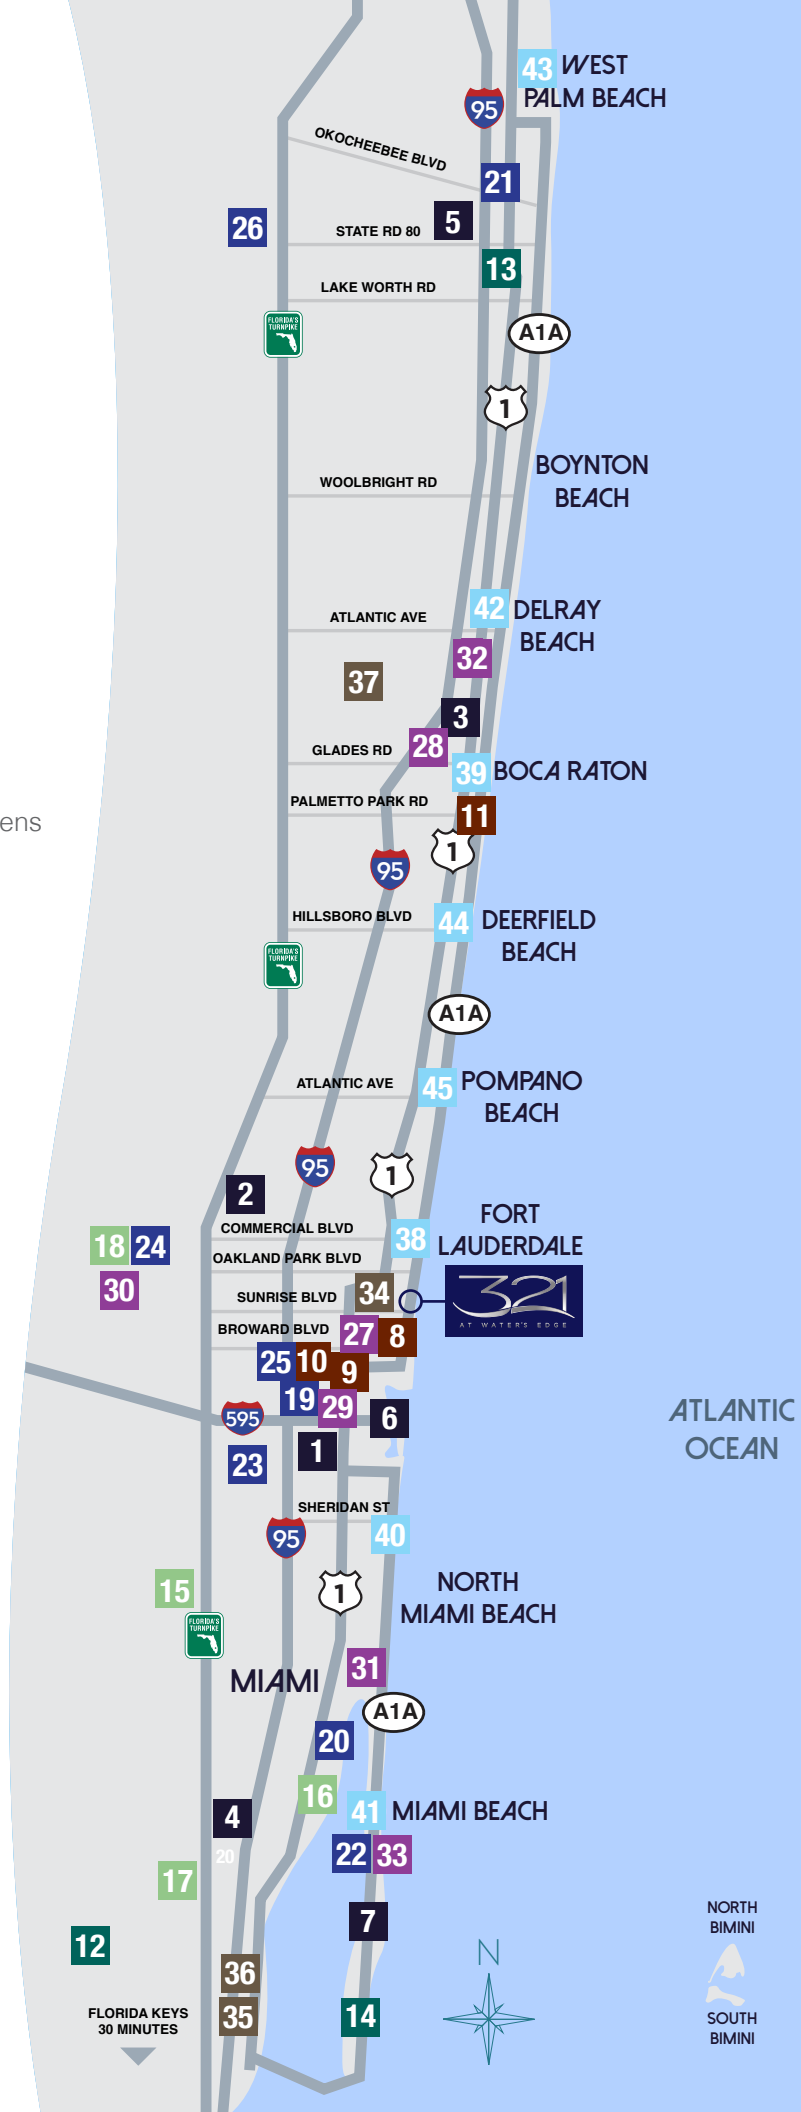 43 WEST
PALM BEACH
95
OKOCHEEBEE BLVD
21
26
5
STATE RD 80
13
LAKE WORTH RD
FLORIDA'S
TURNPIKE
A1A
1
BOYNTON
BEACH
WOOLBRIGHT RD
42 DELRAY
BEACH
ATLANTIC AVE
32
37
3
28
GLADES RD
39 BOCA RATON
PALMETTO PARK RD
11
ens
1
95
HILLSBORO BLVD
44 DEERFIELD
BEACH
FLORIDA'S
TURNPIKE
A1A
45 POMPANO
BEACH
ATLANTIC AVE
95
1
2
FORT
LAUDERDALE
COMMERCIAL BLVD
38
18 24
OAKLAND PARK BLVD
30
SUNRISE BLVD
34
321
AT WATER'S EDGE
BROWARD BLVD
27
8
25 10
9
19
29
6
595
ATLANTIC
OCEAN
1
23
SHERIDAN ST
95
40
15
1
NORTH
MIAMI BEACH
FLORIDA'S
TURNPIKE
31
MIAMI
A1A
20
16
41 MIAMI BEACH
4
20
22 33
17
7
12
NORTH
BIMINI
N
36
35
14
FLORIDA KEYS
30 MINUTES
SOUTH
BIMINI